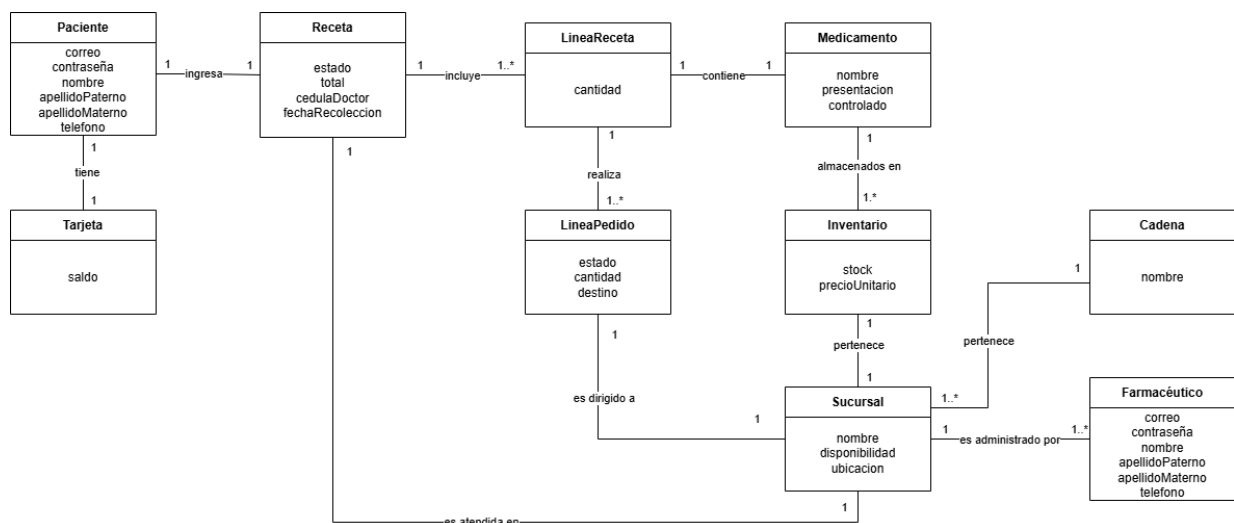 Paciente
correo
contraseña
nombre
apellidoPaterno
apellidoMaterno
telefono
1
ingresa
1
Receta
estado
total
cedulaDoctor
fechaRecoleccion
1
incluye
1..*
LineaReceta
cantidad
1
contiene
1
Medicamento
nombre
presentacion
controlado
1
tiene
1
Tarjeta
saldo
1
realiza
1..*
LineaPedido
estado
cantidad
destino
1
almacenados en
1.*
Inventario
stock
precioUnitario
Cadena
nombre
1
pertenece
1..*
1
pertenece
1
1
es dirigido a
1
Sucursal
nombre
disponibilidad
ubicacion
1
es administrado por
1..*
Farmacéutico
correo
contraseña
nombre
apellidoPaterno
apellidoMaterno
telefono
1
es atendida en
1